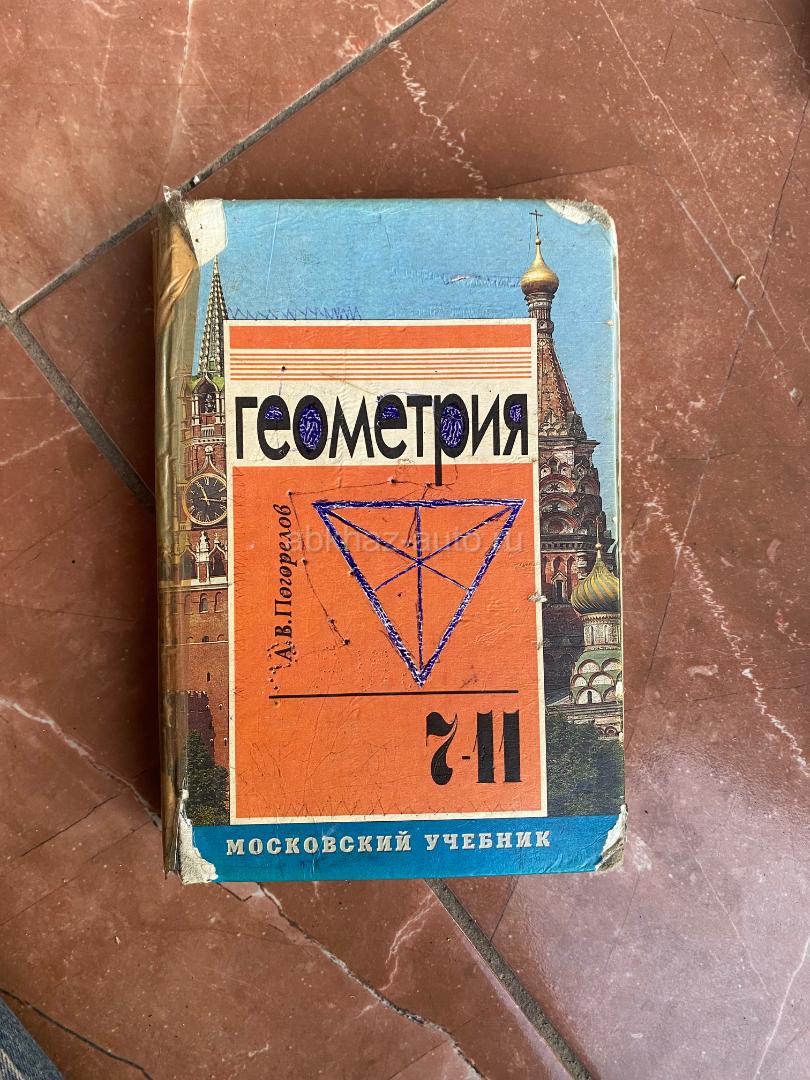 геометрия
abkhaz-auto.ru
А.В.Погорелов
7-11
МОСКОВСКИЙ УЧЕБНИК